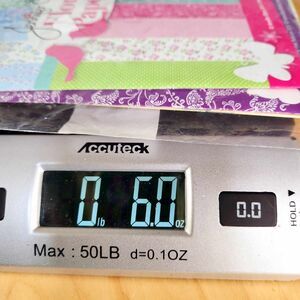 Accuteck
0 lb 6.0 oz
0.0
HOLD
Max : 50LB d=0.1OZ